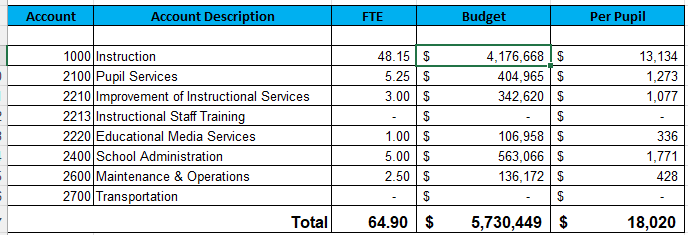 Account Account Description FTE Budget Per Pupil
1000 Instruction 48.15 $ 4,176,668 $ 13,134
2100 Pupil Services 5.25 $ 404,965 $ 1,273
2210 Improvement of Instructional Services 3.00 $ 342,620 $ 1,077
2213 Instructional Staff Training - $ - $ -
2220 Educational Media Services 1.00 $ 106,958 $ 336
2400 School Administration 5.00 $ 563,066 $ 1,771
2600 Maintenance & Operations 2.50 $ 136,172 $ 428
2700 Transportation - $ - $ -
Total 64.90 $ 5,730,449 $ 18,020